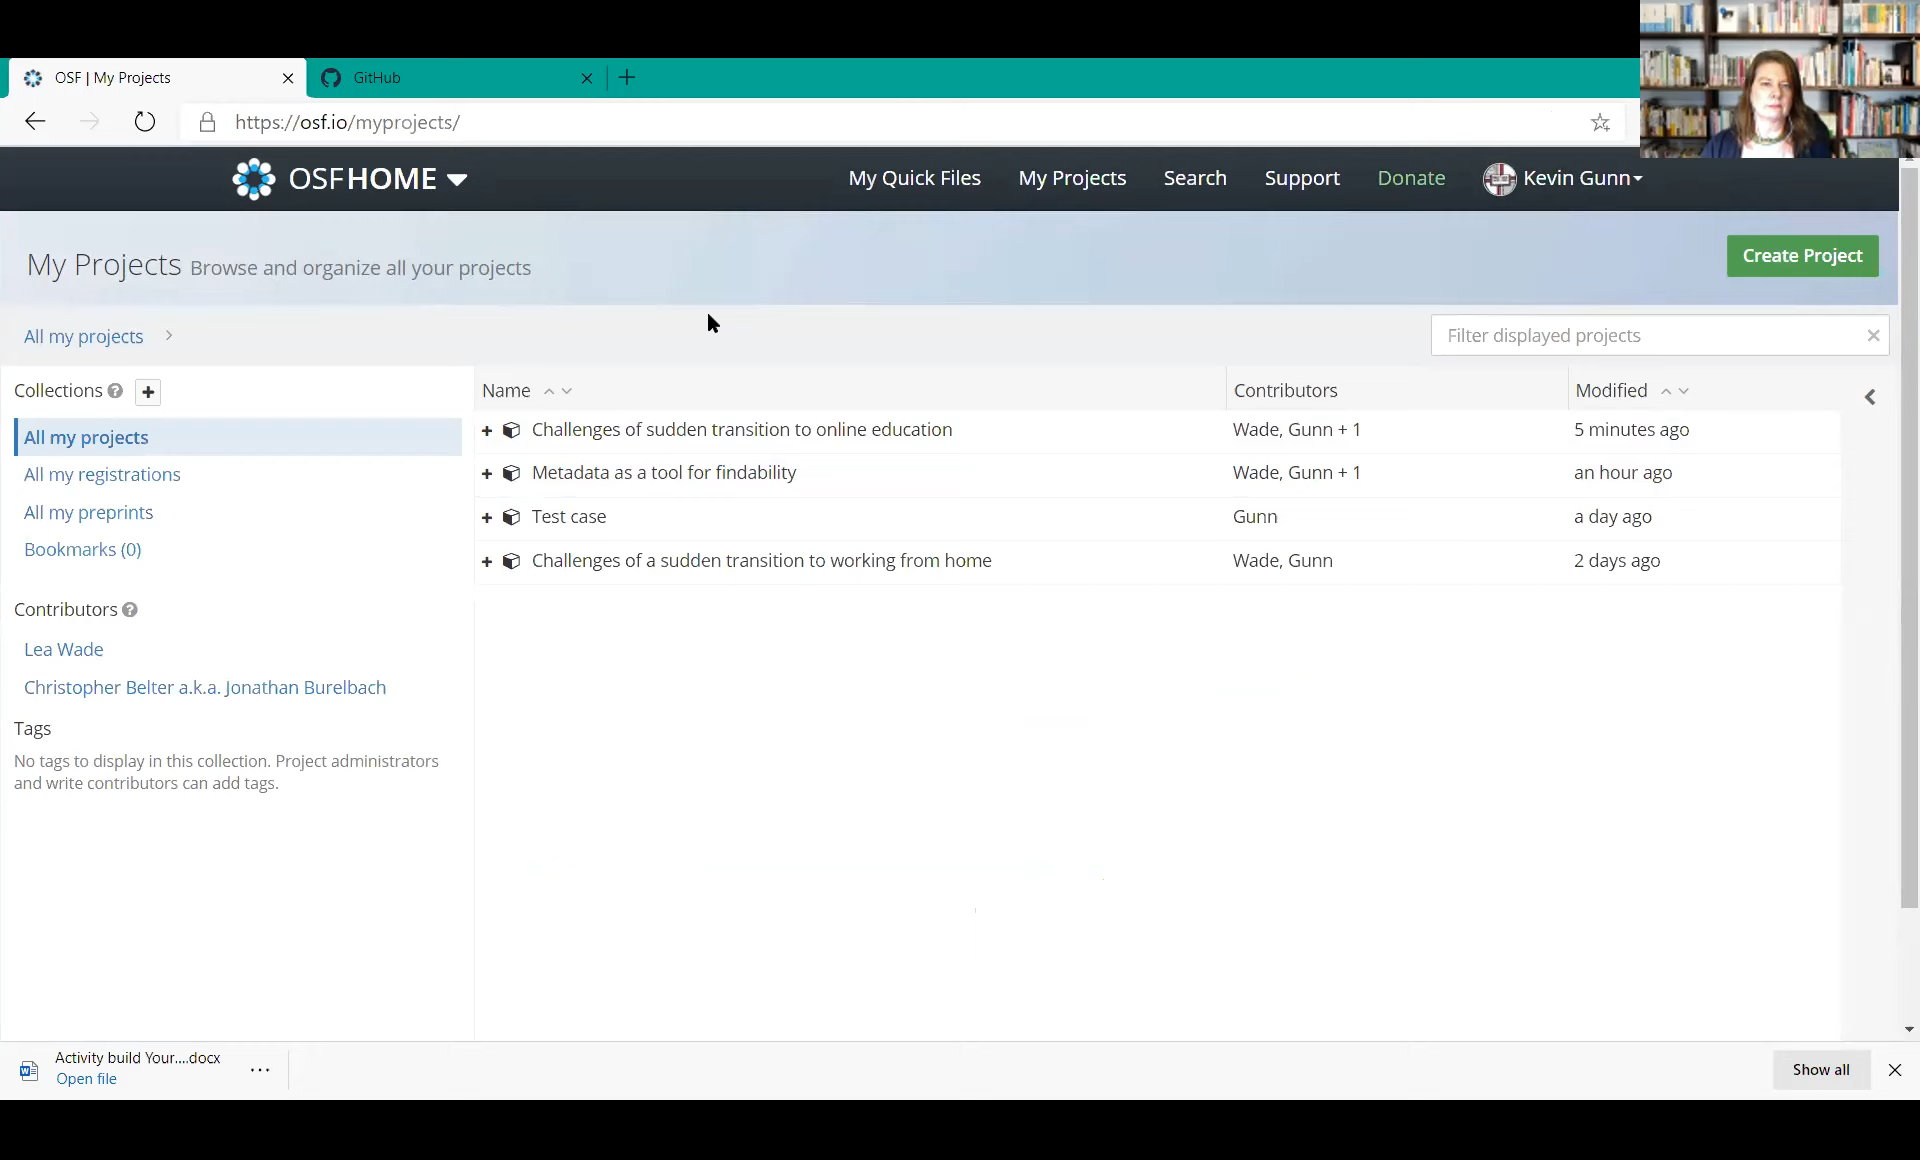 OSF | My Projects
GitHub
https://osf.io/myprojects/
OSFHOME
My Quick Files
My Projects
Search
Support
Donate
Kevin Gunn
My Projects Browse and organize all your projects
Create Project
All my projects
Filter displayed projects
Collections
All my projects
All my registrations
All my preprints
Bookmarks (0)
Contributors
Lea Wade
Christopher Belter a.k.a. Jonathan Burelbach
Tags
No tags to display in this collection. Project administrators
and write contributors can add tags.
Name Contributors Modified
Challenges of sudden transition to online education Wade, Gunn + 1 5 minutes ago
Metadata as a tool for findability Wade, Gunn + 1 an hour ago
Test case Gunn a day ago
Challenges of a sudden transition to working from home Wade, Gunn 2 days ago
Activity build Your....docx
Open file
Show all